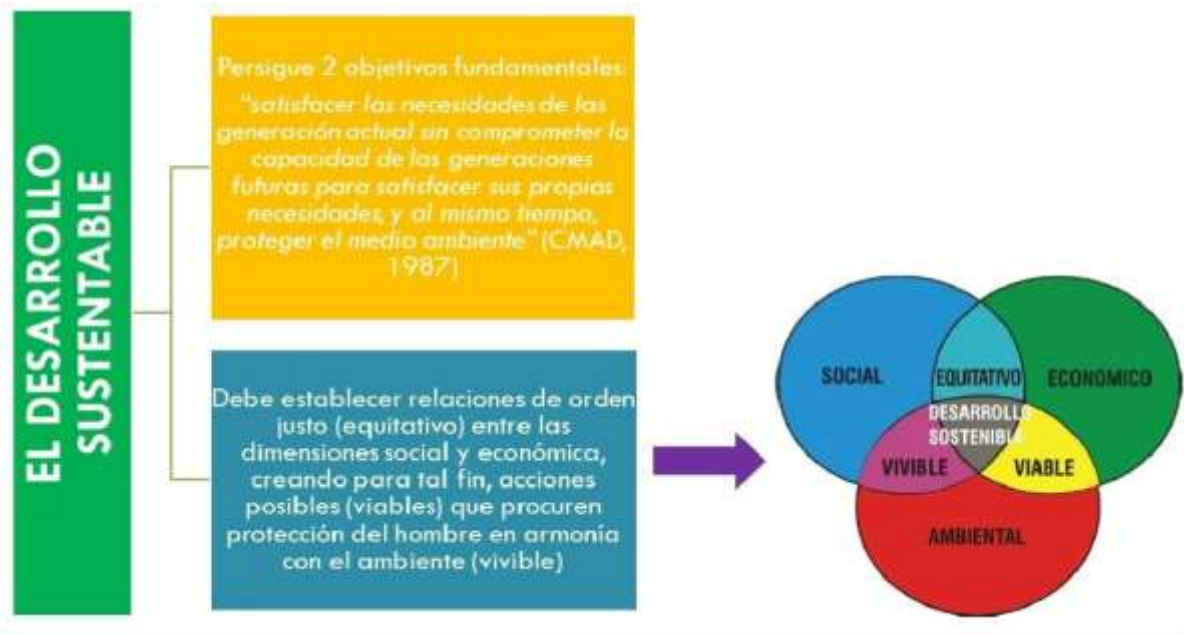 EL DESARROLLO
SUSTENTABLE
Persigue 2 objetivos fundamentales:
"satisfacer las necesidades de las
generación actual sin comprometer la
capacidad de las generaciones
futuras para satisfacer sus propias
necesidades, y al mismo tiempo,
proteger el medio ambiente" (CMAD,
1987)
Debe establecer relaciones de orden
justo (equitativo) entre las
dimensiones social y económica,
creando para tal fin, acciones
posibles (viables) que procuren
protección del hombre en armonía
con el ambiente (vivible)
SOCIAL
EQUITATIVO
ECONOMICO
DESARROLLO
SOSTENIBLE
VIVIBLE
VIABLE
AMBIENTAL